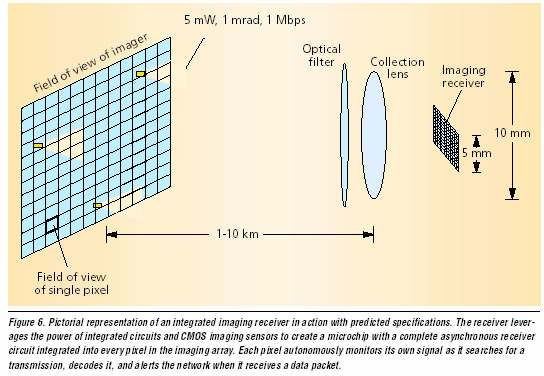 5 mW, 1 mrad, 1 Mbps
Field of view of imager
Optical
filter
Collection
lens
Imaging
receiver
10 mm
5 mm
1-10 km
Field of view
of single pixel
Figure 6. Pictorial representation of an integrated imaging receiver in action with predicted specifications. The receiver lever-
ages the power of integrated circuits and CMOS imaging sensors to create a microchip with a complete asynchronous receiver
circuit integrated into every pixel in the imaging array. Each pixel autonomously monitors its own signal as it searches for a
transmission, decodes it, and alerts the network when it receives a data packet.